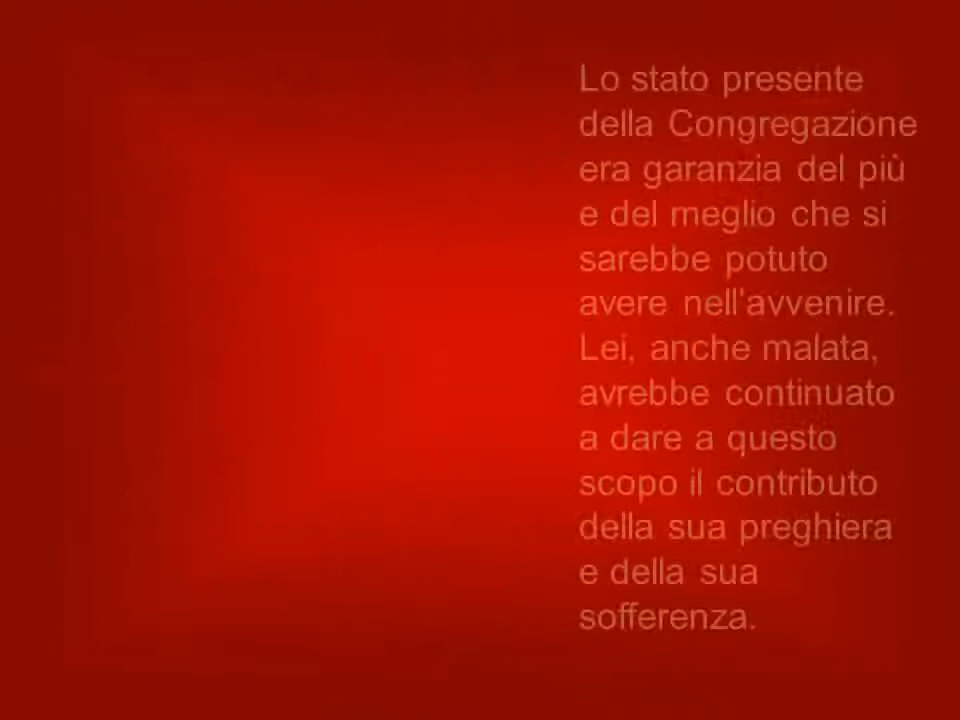 Lo stato presente
della Congregazione
era garanzia del più
e del meglio che si
sarebbe potuto
avere nell'avvenire.
Lei, anche malata,
avrebbe continuato
a dare a questo
scopo il contributo
della sua preghiera
e della sua
sofferenza.